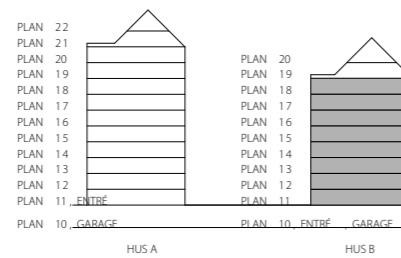 PLAN 22
PLAN 21
PLAN 20
PLAN 19
PLAN 18
PLAN 17
PLAN 16
PLAN 15
PLAN 14
PLAN 13
PLAN 12
PLAN 11, ENTRÉ
PLAN 10, GARAGE
HUS A
PLAN 20
PLAN 19
PLAN 18
PLAN 17
PLAN 16
PLAN 15
PLAN 14
PLAN 13
PLAN 12
PLAN 11
PLAN 10, ENTRÉ , GARAGE
HUS B